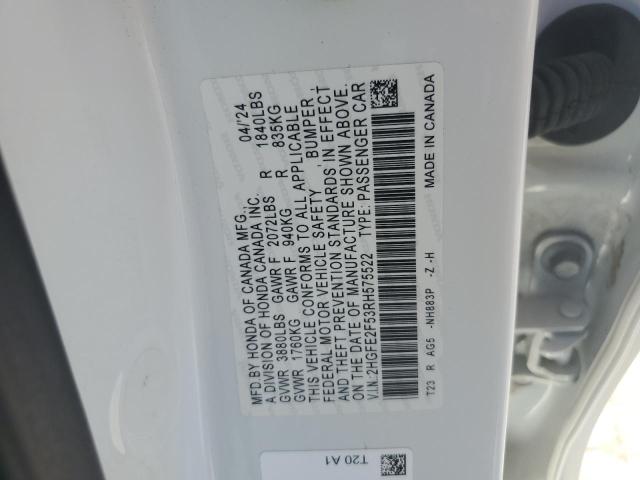 MFD.BY HONDA OF CANADA MFG. 04/'24
A DIVISION OF HONDA CANADA INC.
GVWR 3880LBS GAWR F 2072LBS R 1840LBS
GVWR 1760KG GAWR F 940KG R 835KG
THIS VEHICLE CONFORMS TO ALL APPLICABLE
FEDERAL MOTOR VEHICLE SAFETY , BUMPER,
AND THEFT PREVENTION STANDARDS IN EFFECT
ON THE DATE OF MANUFACTURE SHOWN ABOVE.
V.I.N.:2HGFE2F53RH575522 TYPE: PASSENGER CAR
T23 R AG5 -NH883P -Z -H MADE IN CANADA
T20 A1